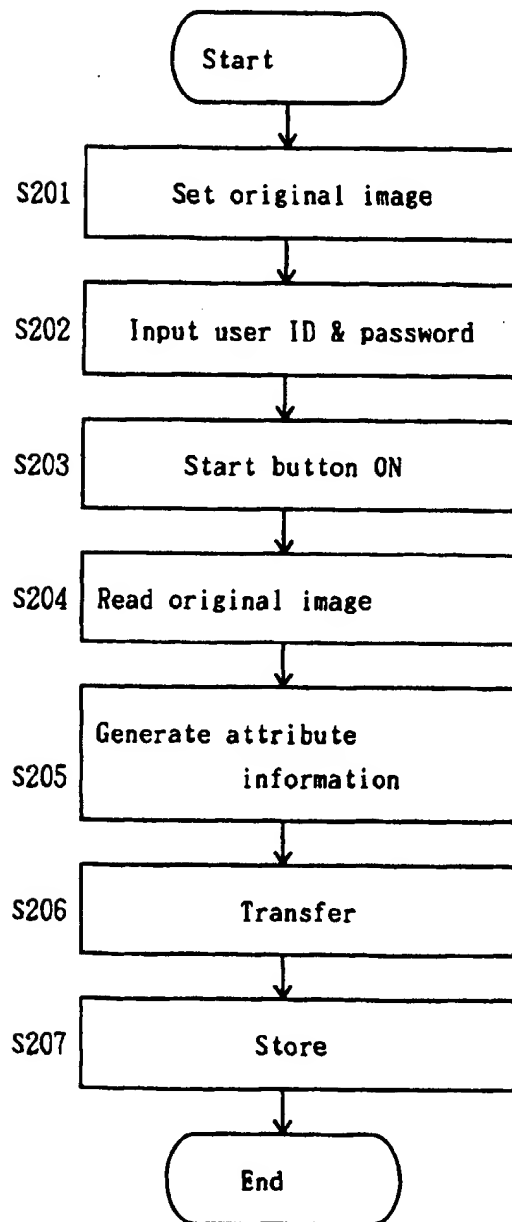 Start
S201
Set original image
S202
Input user ID & password
S203
Start button ON
S204
Read original image
S205
Generate attribute
information
S206
Transfer
S207
Store
End